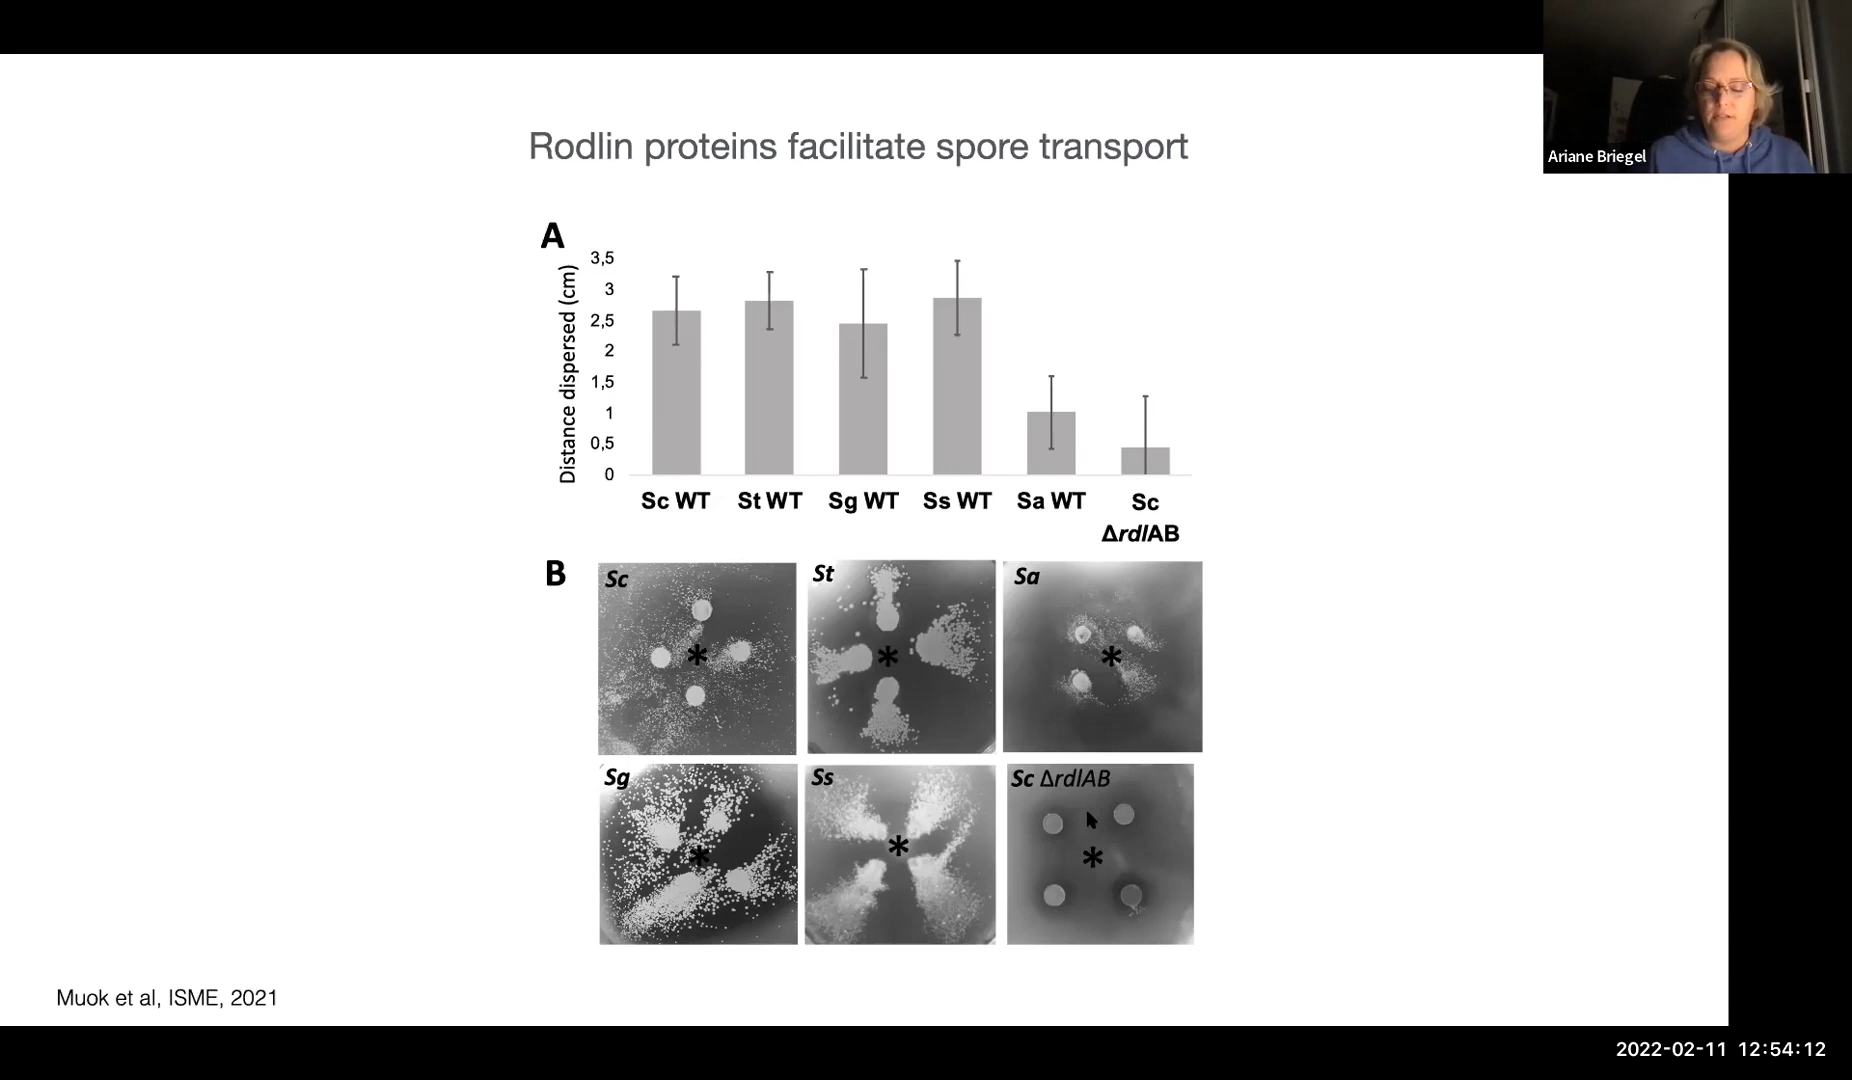 Ariane Briegel
Rodlin proteins facilitate spore transport
A
Distance dispersed (cm)
3,5
3
2,5
2
1,5
1
0,5
0
Sc WT
St WT
Sg WT
Ss WT
Sa WT
Sc
ΔrdlAB
B
Sc
St
Sa
*
*
*
Sg
Ss
Sc ΔrdlAB
*
*
*
Muok et al, ISME, 2021
2022-02-11 12:54:12